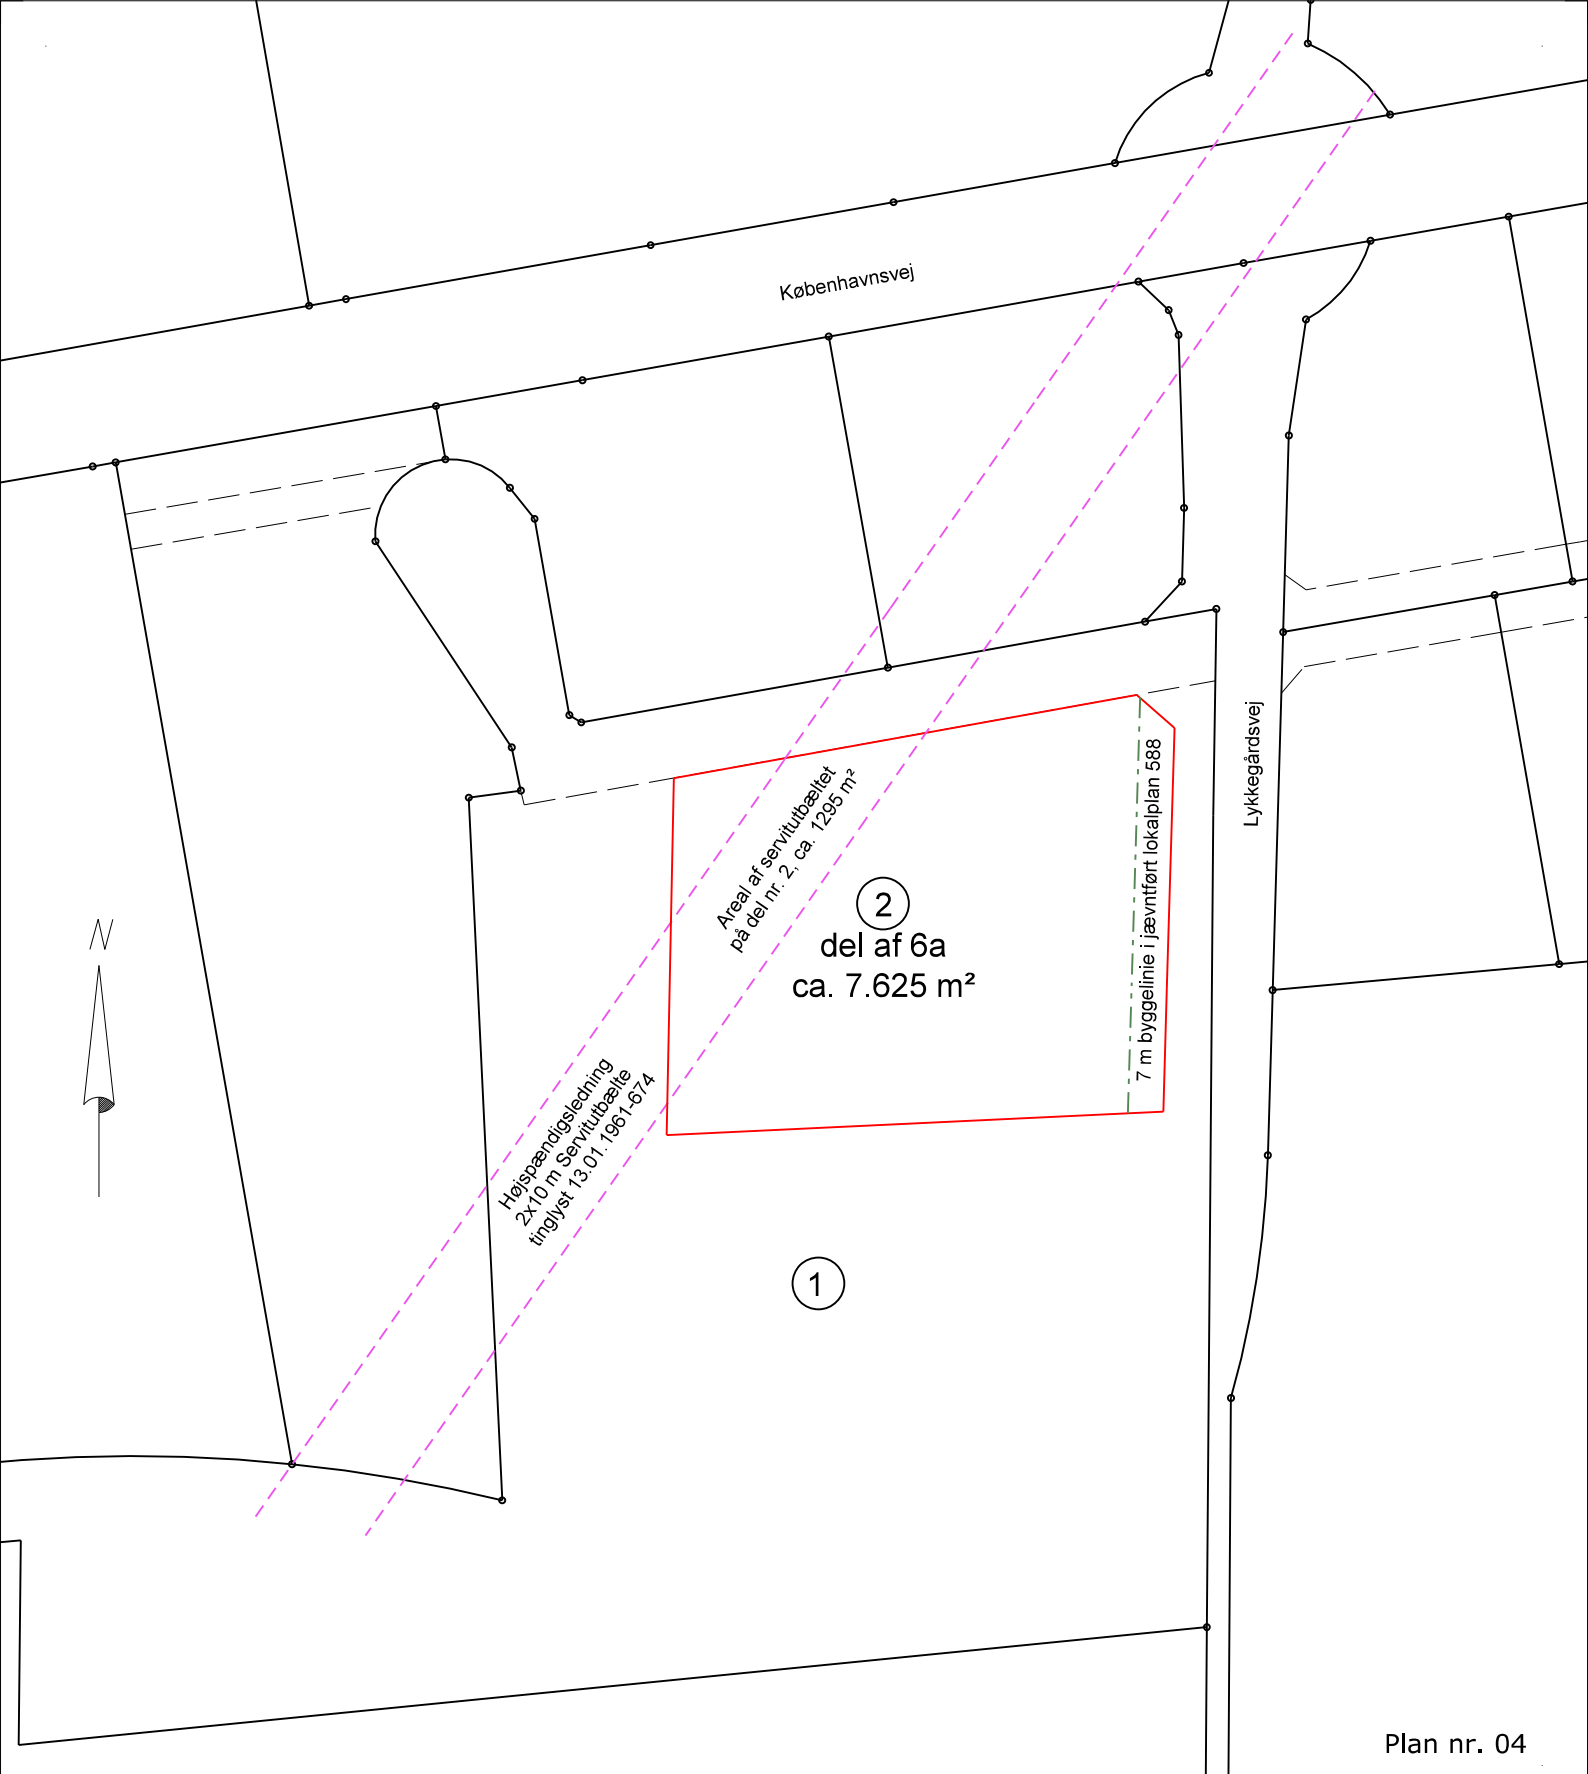 Københavnsvej
Lykkegårdsvej
Areal af servitutbæltet
på del nr. 2, ca. 1295 m²
2
del af 6a
ca. 7.625 m²
7 m byggelinie i jævntført lokalplan 588
N
Højspændigsledning
2x10 m Servitutbælte
tinglyst 13.01.1961-674
1
Plan nr. 04